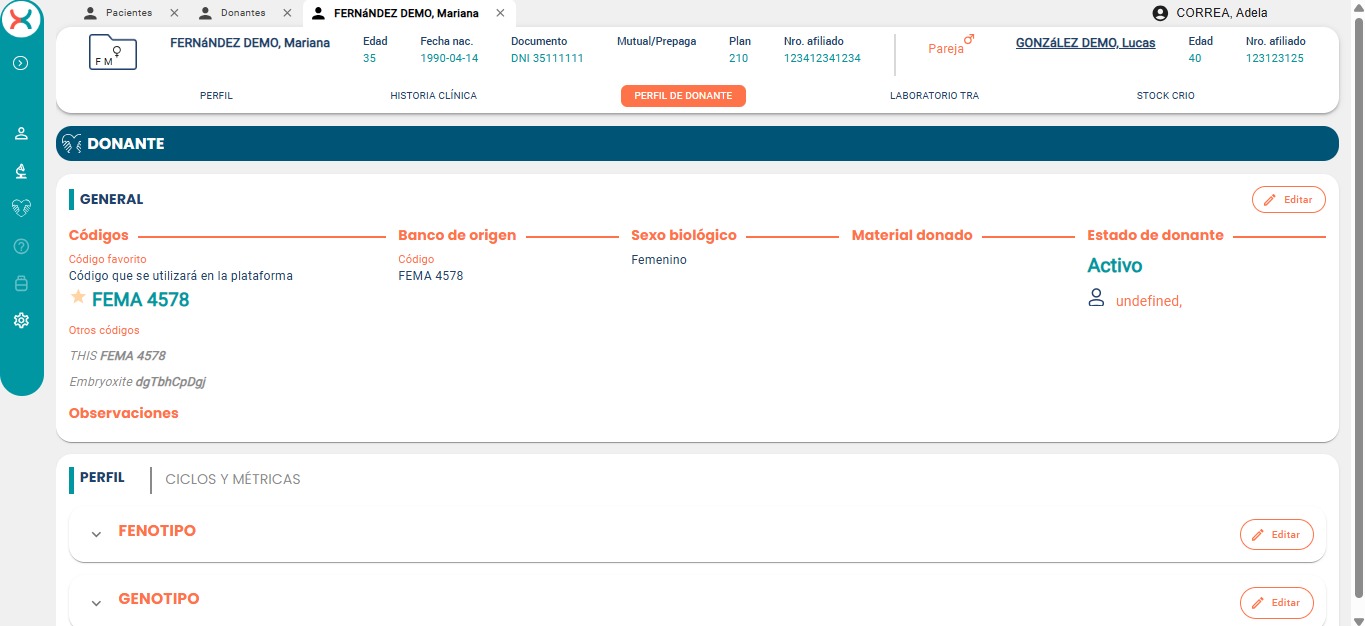 Pacientes
Donantes
FERNáNDEZ DEMO, Mariana
CORREA, Adela
F M
FERNáNDEZ DEMO, Mariana
Edad
35
Fecha nac.
1990-04-14
Documento
DNI 35111111
Mutual/Prepaga
Plan
210
Nro. afiliado
123412341234
Pareja
GONZáLEZ DEMO, Lucas
Edad
40
Nro. afiliado
123123125
PERFIL
HISTORIA CLÍNICA
PERFIL DE DONANTE
LABORATORIO TRA
STOCK CRIO
DONANTE
GENERAL
Editar
Códigos
Código favorito
Código que se utilizará en la plataforma
FEMA 4578
Otros códigos
THIS FEMA 4578
Embryoxite dgTbhCpDgj
Banco de origen
Código
FEMA 4578
Sexo biológico
Femenino
Material donado
Estado de donante
Activo
undefined,
Observaciones
PERFIL
CICLOS Y MÉTRICAS
FENOTIPO
Editar
GENOTIPO
Editar